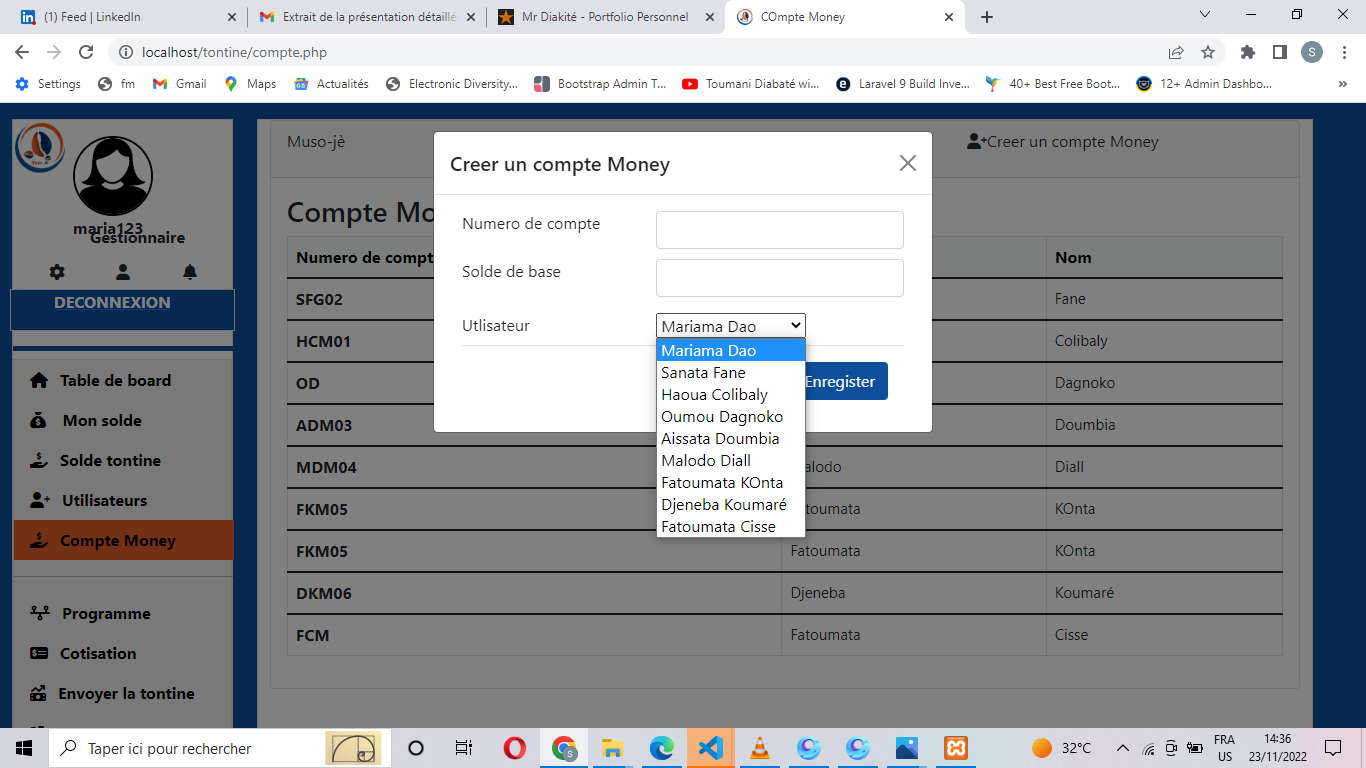 (1) Feed | LinkedIn
Extrait de la présentation détaillé
Mr Diakité - Portfolio Personnel
COmpte Money
localhost/tontine/compte.php
S
Settings
fm
Gmail
Maps
Actualités
Electronic Diversity...
Bootstrap Admin T...
Toumani Diabaté wi...
Laravel 9 Build Inve...
40+ Best Free Boot...
12+ Admin Dashbo...
»
maria123
Gestionnaire
DECONNEXION
Table de board
Mon solde
Solde tontine
Utilisateurs
Compte Money
Programme
Cotisation
Envoyer la tontine
Muso-jè
Creer un compte Money
Compte Mo
Numero de compt
Nom
SFG02
Fane
HCM01
Colibaly
OD
Dagnoko
ADM03
Doumbia
MDM04
alodo
Diall
FKM05
toumata
KOnta
FKM05
Fatoumata
KOnta
DKM06
Djeneba
Koumaré
FCM
Fatoumata
Cisse
Creer un compte Money
Numero de compte
Solde de base
Utlisateur
Mariama Dao
Mariama Dao
Sanata Fane
Haoua Colibaly
Oumou Dagnoko
Aissata Doumbia
Malodo Diall
Fatoumata KOnta
Djeneba Koumaré
Fatoumata Cisse
Enregister
Taper ici pour rechercher
32°C
FRA
US
14:36
23/11/2022